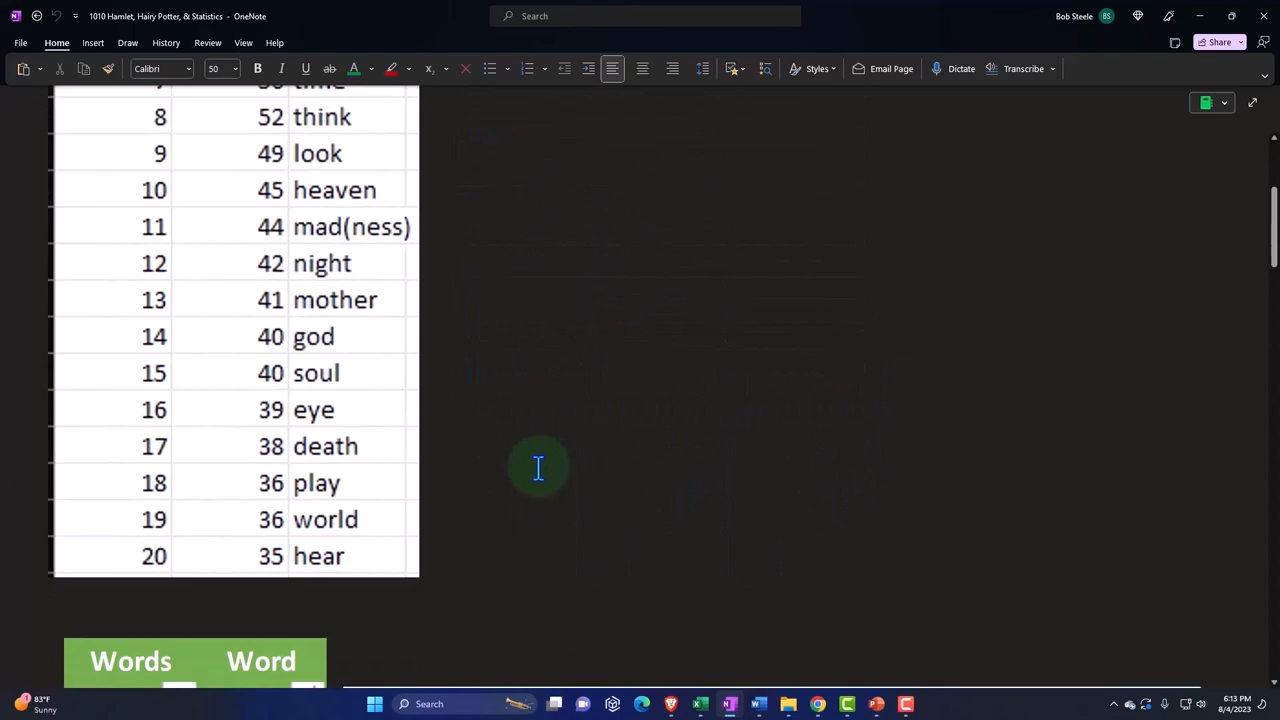 1010 Hamlet, Hairy Potter, & Statistics - OneNote
Search
Bob Steele
BS
File Home Insert Draw History Review View Help
Share
Calibri 50 B I U ab A Styles Email Page Dictate Transcribe
time
8 52 think
9 49 look
10 45 heaven
11 44 mad(ness)
12 42 night
13 41 mother
14 40 god
15 40 soul
16 39 eye
17 38 death
18 36 play
19 36 world
20 35 hear
Words Word
1
83°F
Sunny
Search
6:13 PM
8/4/2023